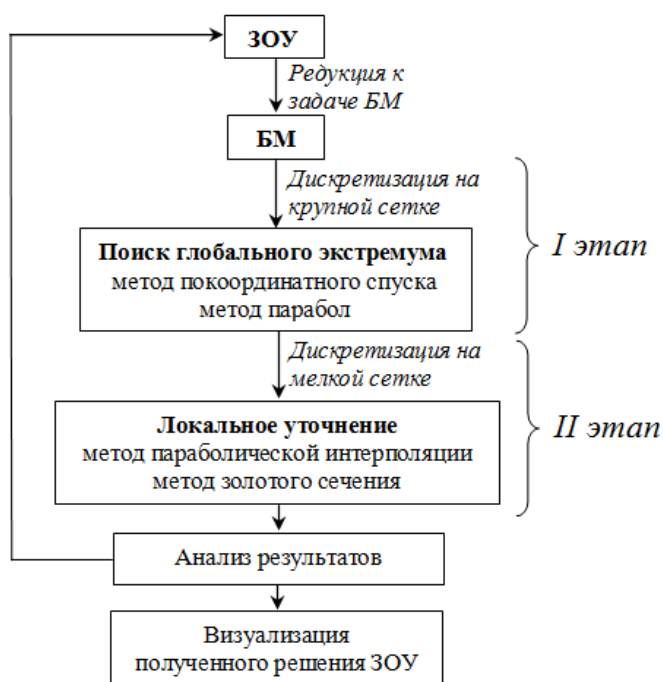 ЗОУ
Редукция к
задаче БМ
БМ
Дискретизация на
крупной сетке
Поиск глобального экстремума
метод покоординатного спуска
метод парабол
I этап
Дискретизация на
мелкой сетке
Локальное уточнение
метод параболической интерполяции
метод золотого сечения
II этап
Анализ результатов
Визуализация
полученного решения ЗОУ